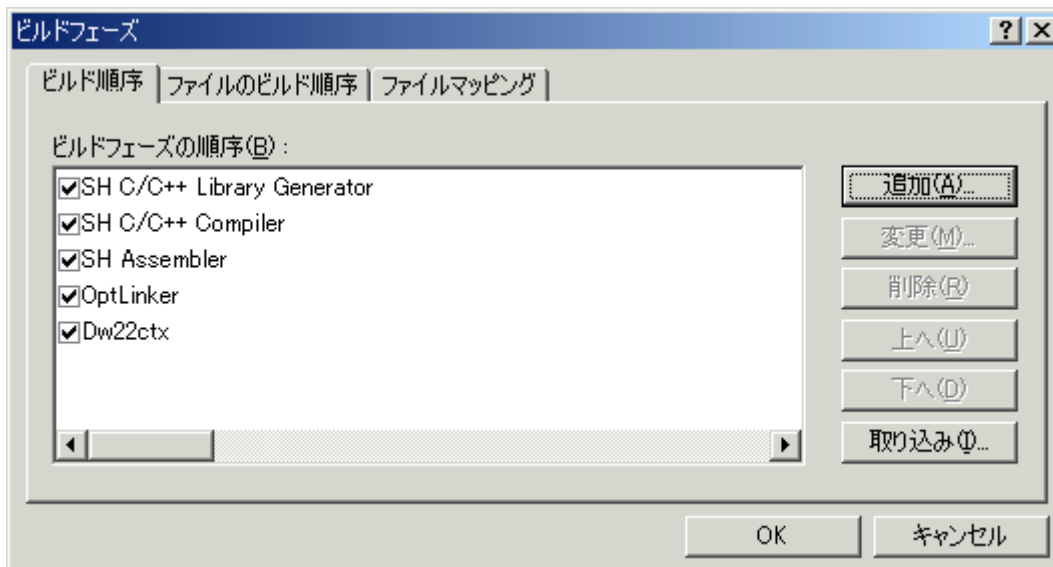 ビルドフェーズ
ビルド順序 ファイルのビルド順序 ファイルマッピング
ビルドフェーズの順序(B) :
SH C/C++ Library Generator
SH C/C++ Compiler
SH Assembler
OptLinker
Dw22ctx
追加(A)...
変更(M)...
削除(R)
上へ(U)
下へ(D)
取り込み(I)...
OK キャンセル